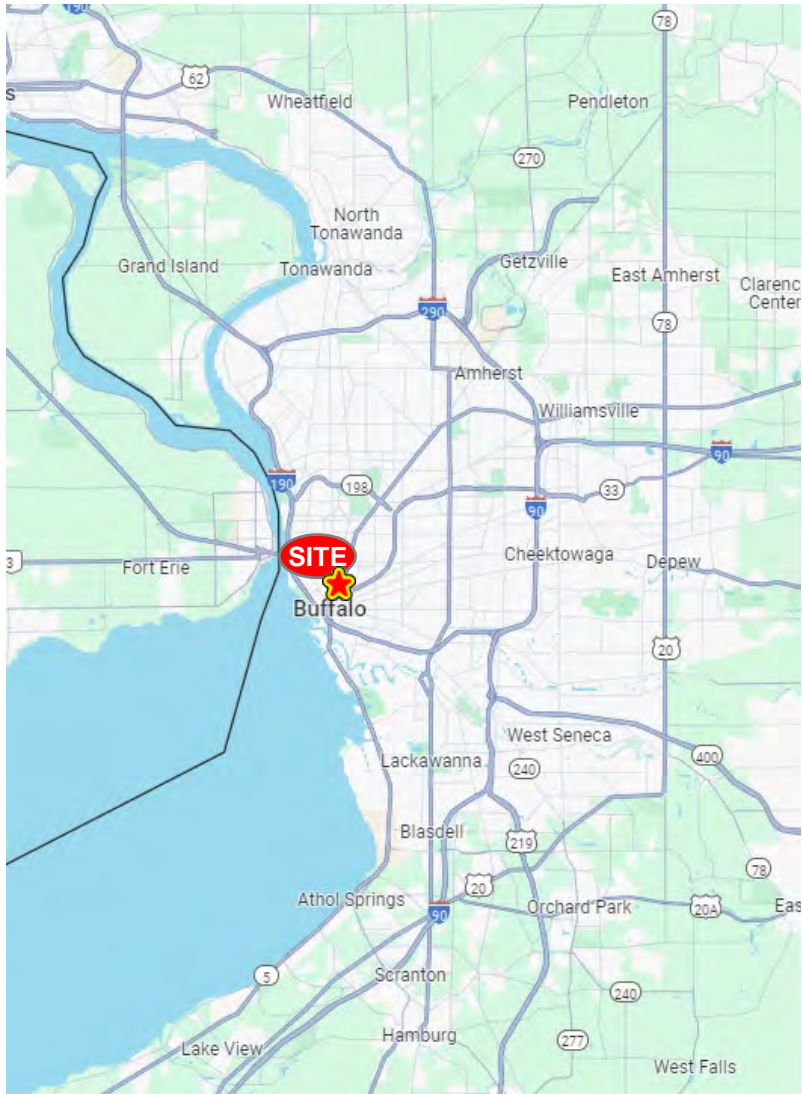 190
78
62
Wheatfield
Pendleton
s
270
North
Tonawanda
Grand Island
Tonawanda
Getzville
East Amherst
Clarenc
Center
290
78
Amherst
Williamsville
90
190
198
33
90
SITE
3
Fort Erie
Cheektowaga
Depew
Buffalo
20
West Seneca
Lackawanna
240
400
Blasdell
219
78
20
Athol Springs
Orchard Park
20A
Eas
90
5
Scranton
240
Hamburg
277
Lake View
West Falls